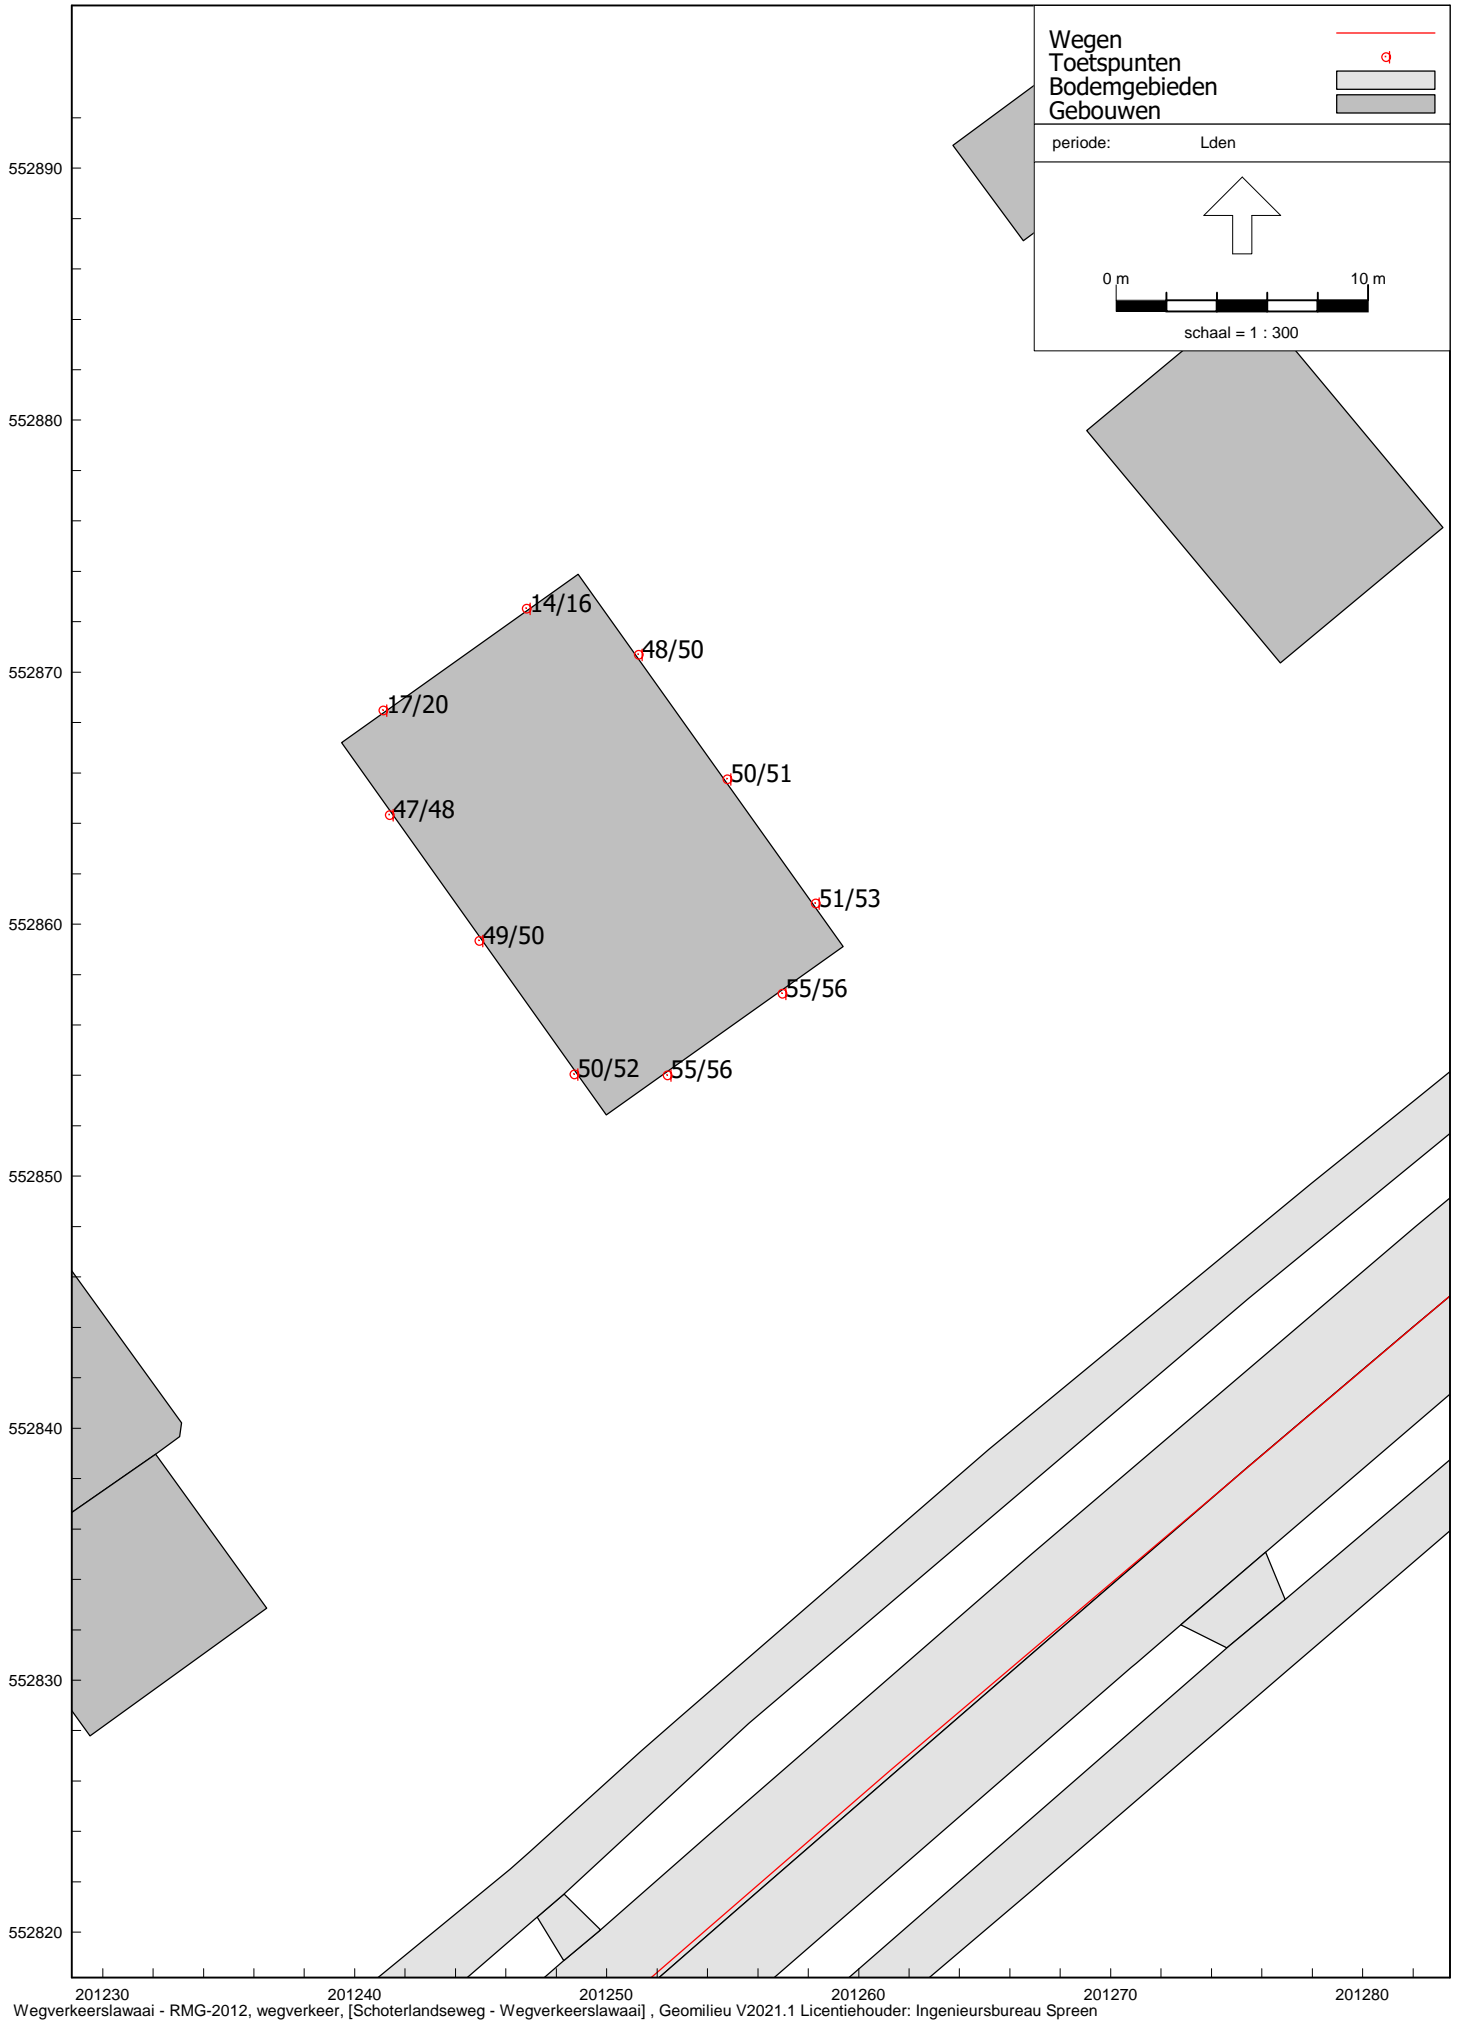 Wegen
Toetspunten
Bodemgebieden
Gebouwen
periode: Lden
0 m 10 m
schaal = 1 : 300
552890
552880
552870
552860
552850
552840
552830
552820
14/16
48/50
17/20
50/51
47/48
51/53
49/50
55/56
50/52
55/56
201230 201240 201250 201260 201270 201280
Wegverkeerslawaai - RMG-2012, wegverkeer, [Schoterlandseweg - Wegverkeerslawaai] , Geomilieu V2021.1 Licentiehouder: Ingenieursbureau Spreen